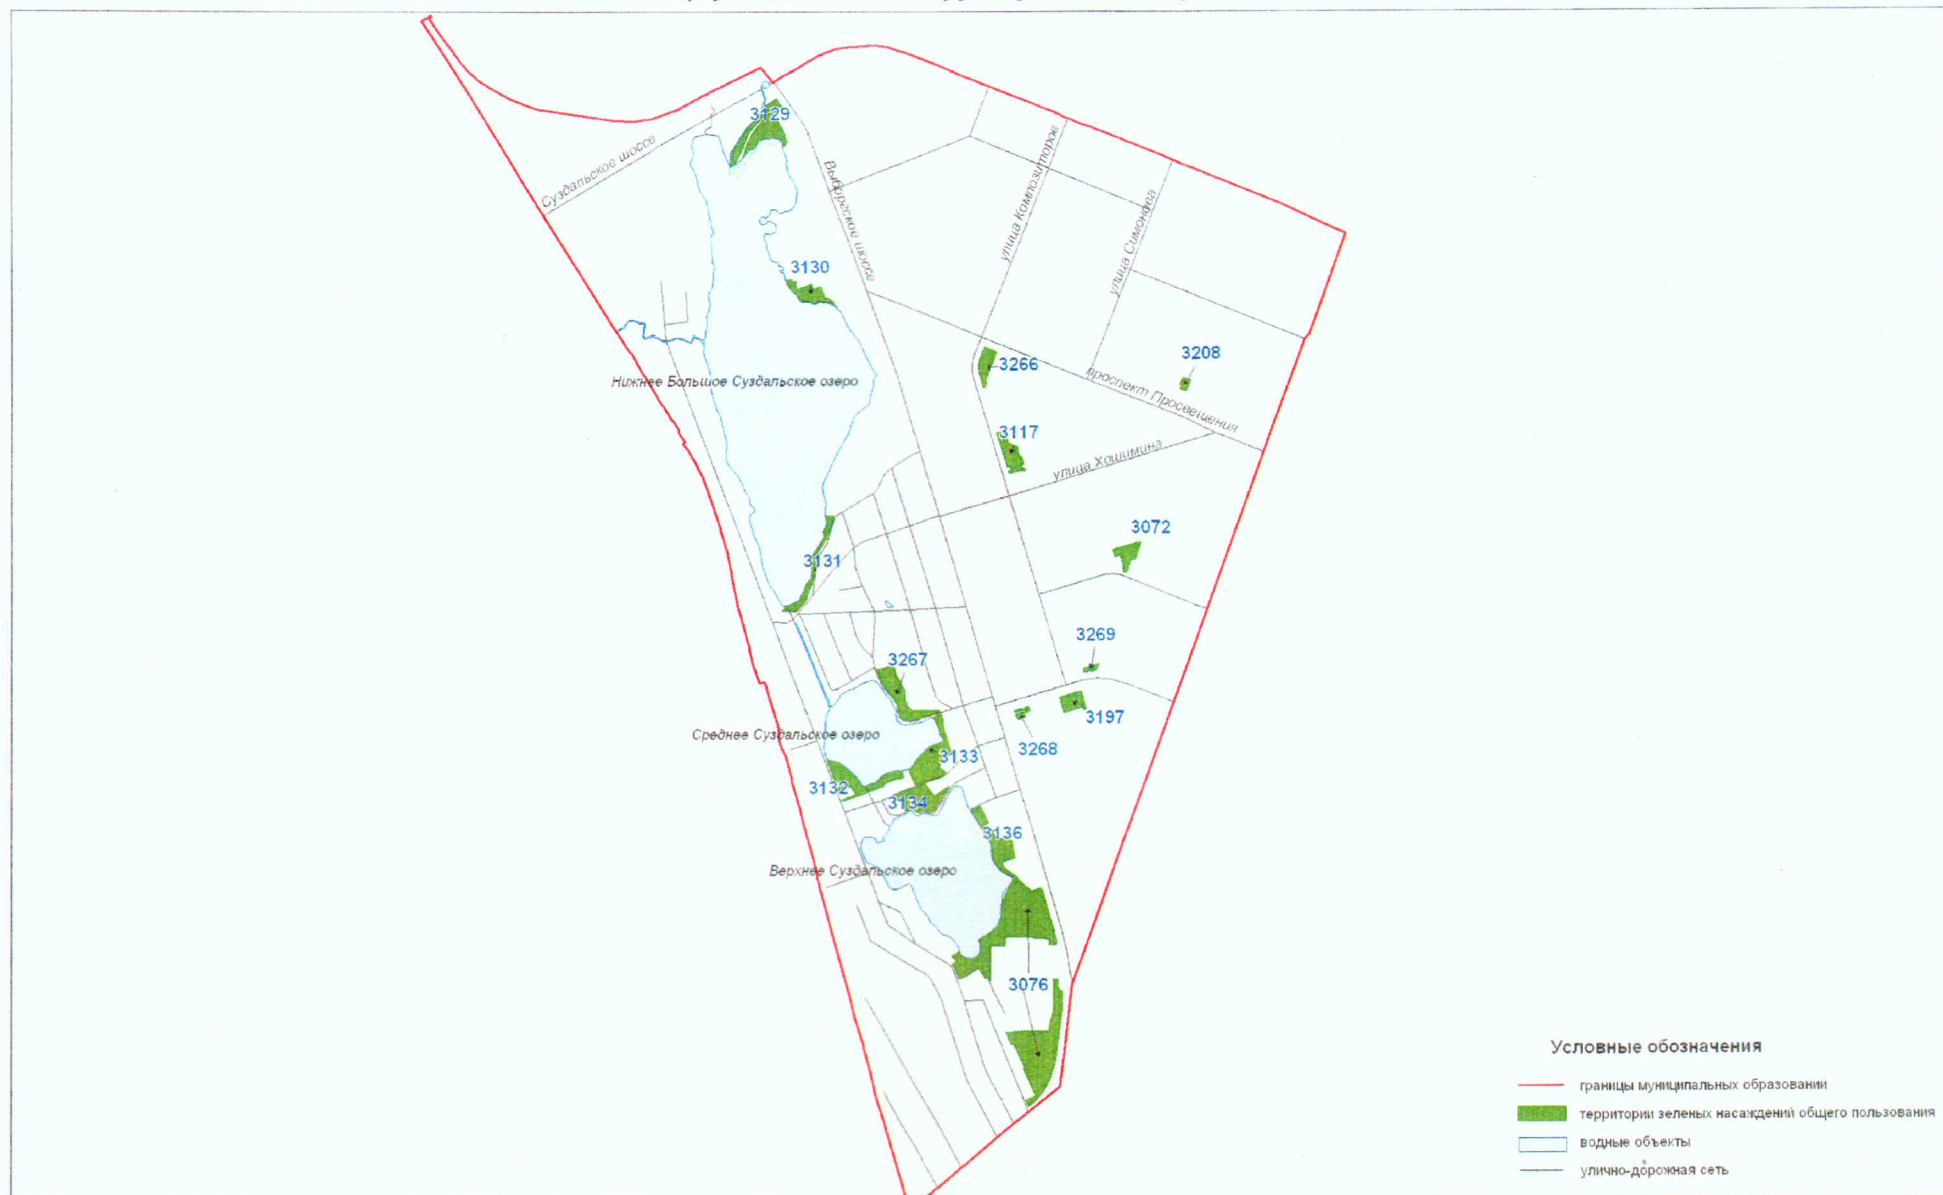 3129
Суздальское шоссе
Выборгское шоссе
улица Композиторов
улица Симонова
3130
3266
3208
Нижнее Большое Суздальское озеро
проспект Просвещения
3117
улица Хошимина
3072
3131
3269
3267
3197
Среднее Суздальское озеро
3268
3133
3132
3134
3136
Верхнее Суздальское озеро
3076
Условные обозначения
границы муниципальных образовании
территории зеленых насаждений общего пользования
водные объекты
улично-дорожная сеть